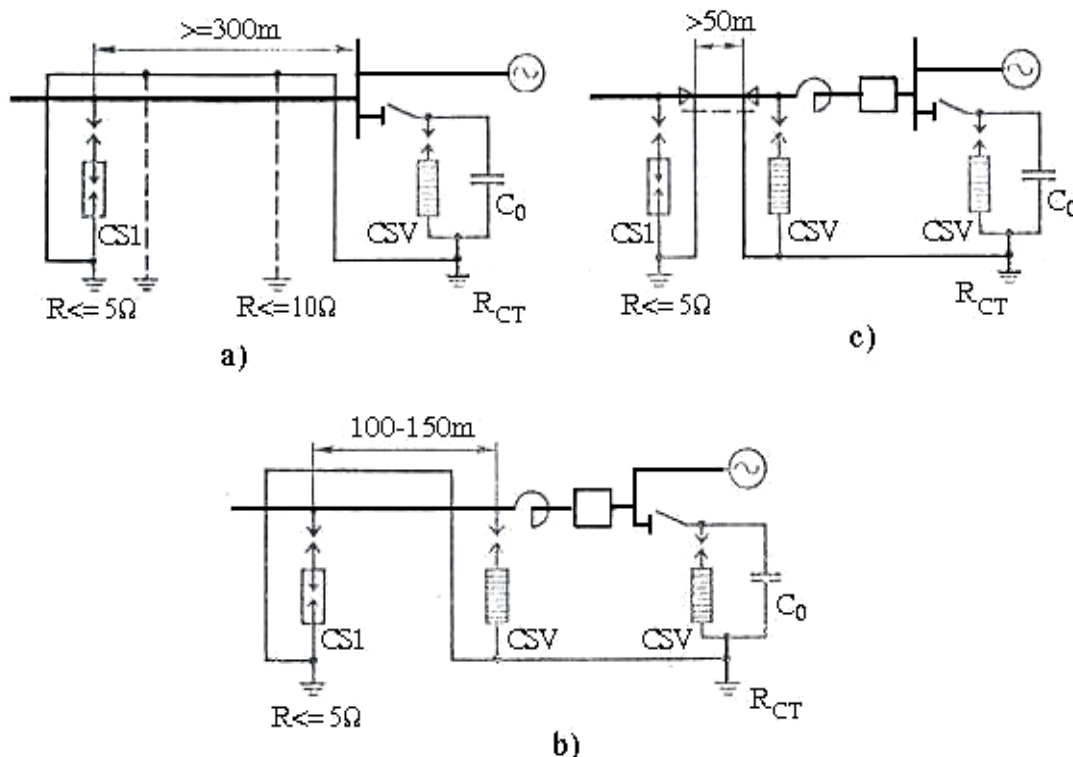 >=300m
CS1
CSV
C0
R<=5Ω
R<=10Ω
RCT
a)
>50m
CS1
CSV
CSV
C0
R<=5Ω
RCT
c)
100-150m
CS1
CSV
CSV
C0
R<=5Ω
RCT
b)